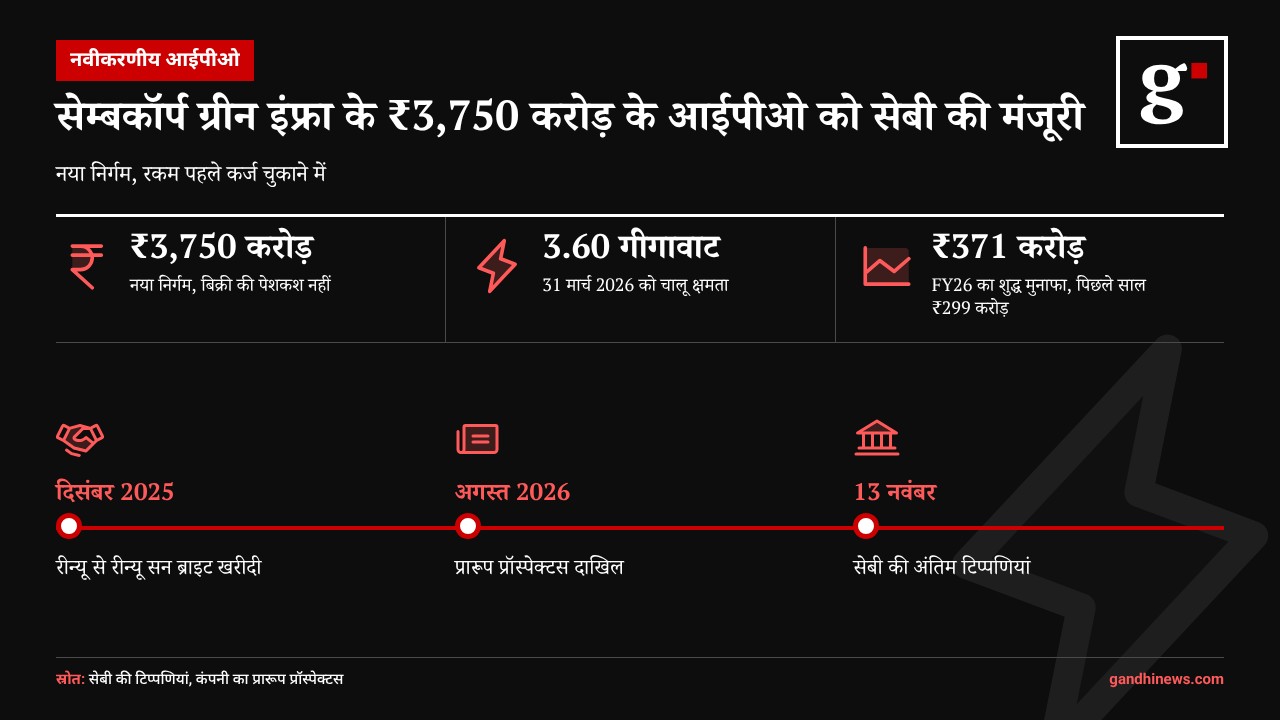 नवीकरणीय आईपीओ
सेम्बकॉर्प ग्रीन इंफ्रा के ₹3,750 करोड़ के आईपीओ को सेबी की मंजूरी
g
नया निर्गम, रकम पहले कर्ज चुकाने में
₹3,750 करोड़
नया निर्गम, बिक्री की पेशकश नहीं
3.60 गीगावाट
31 मार्च 2026 को चालू क्षमता
₹371 करोड़
FY26 का शुद्ध मुनाफा, पिछले साल
₹299 करोड़
दिसंबर 2025
रीन्यू से रीन्यू सन ब्राइट खरीदी
अगस्त 2026
प्रारूप प्रॉस्पेक्टस दाखिल
13 नवंबर
सेबी की अंतिम टिप्पणियां
स्रोत: सेबी की टिप्पणियां, कंपनी का प्रारूप प्रॉस्पेक्टस
gandhinews.com